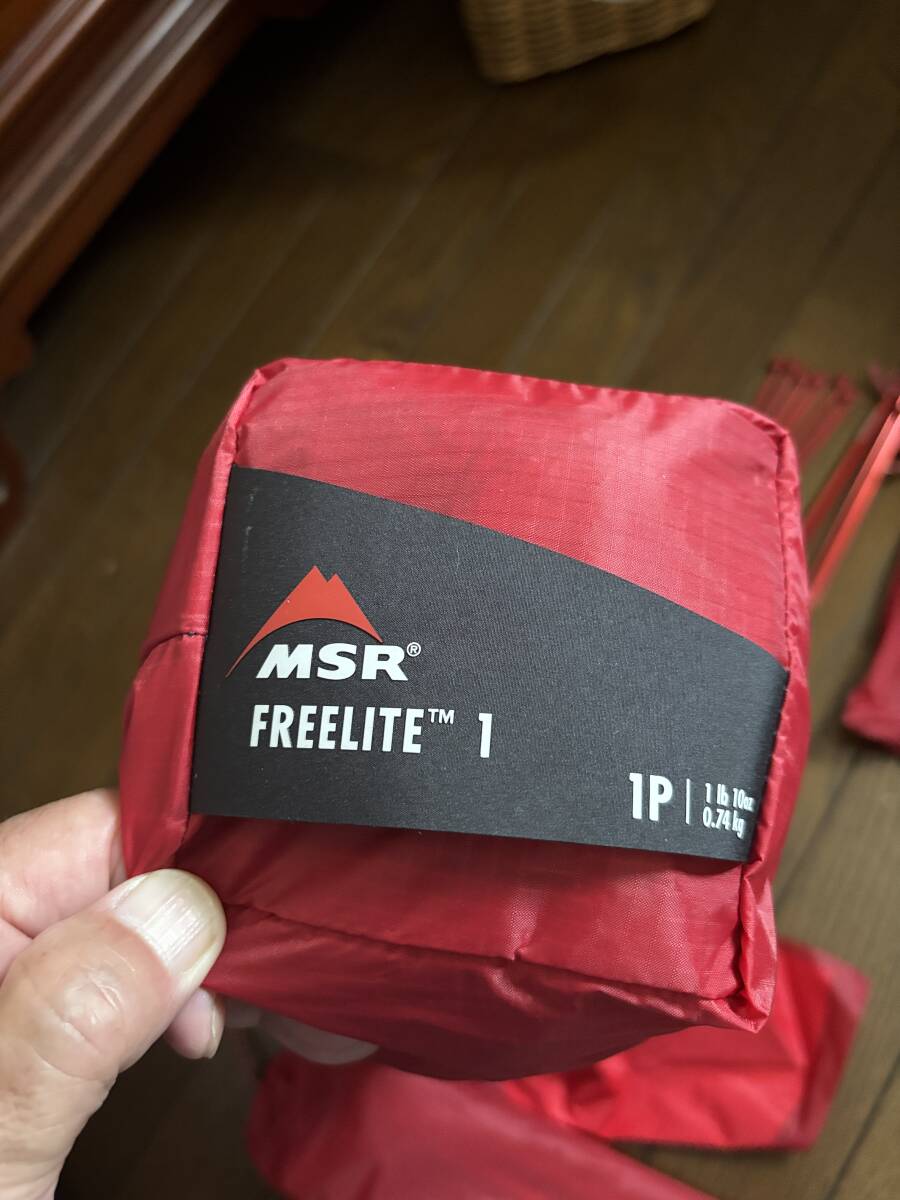 MSR®
FREELITE™ 1
1P | 1 lb 10oz
0.74 kg